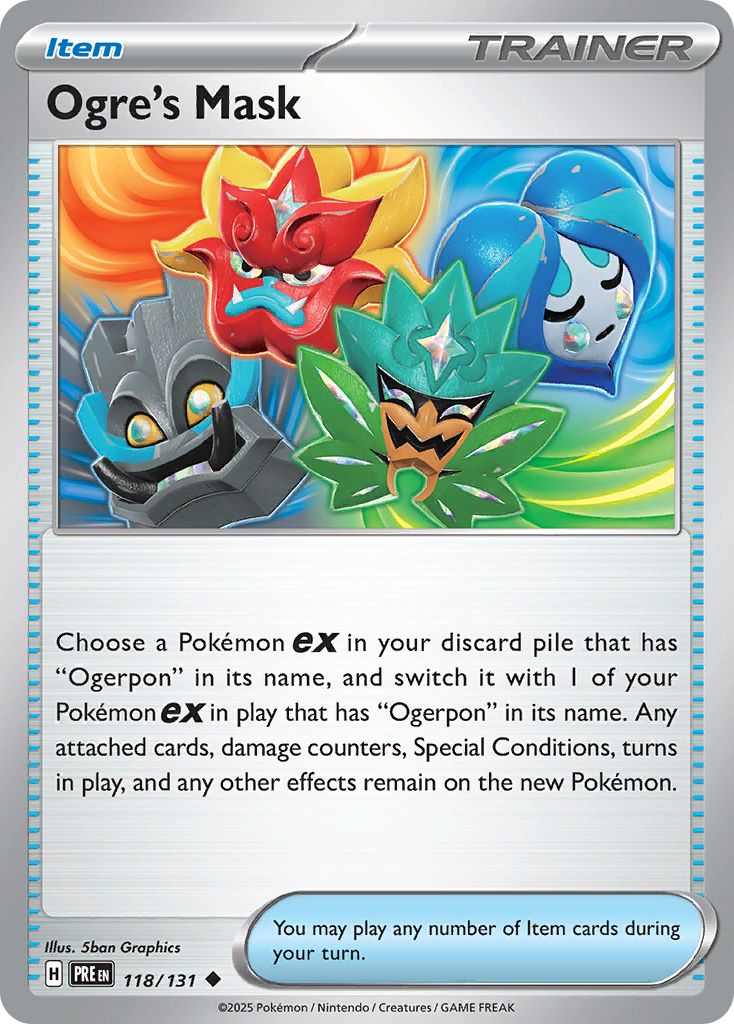 Item
TRAINER
Ogre's Mask
Choose a Pokémon ex in your discard pile that has
“Ogerpon” in its name, and switch it with 1 of your
Pokémon ex in play that has “Ogerpon” in its name. Any
attached cards, damage counters, Special Conditions, turns
in play, and any other effects remain on the new Pokémon.
You may play any number of Item cards during
your turn.
Illus. 5ban Graphics
H PRE EN 118/131 ◆
©2025 Pokémon / Nintendo / Creatures / GAME FREAK